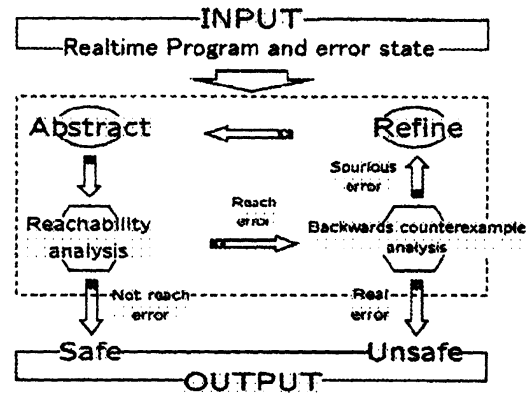 INPUT
Realtime Program and error state
Abstract
Refine
Spurious
error
Reach
error
Reachability
analysis
Backwards counterexample
analysis
Not reach
error
Real
error
Safe
Unsafe
OUTPUT